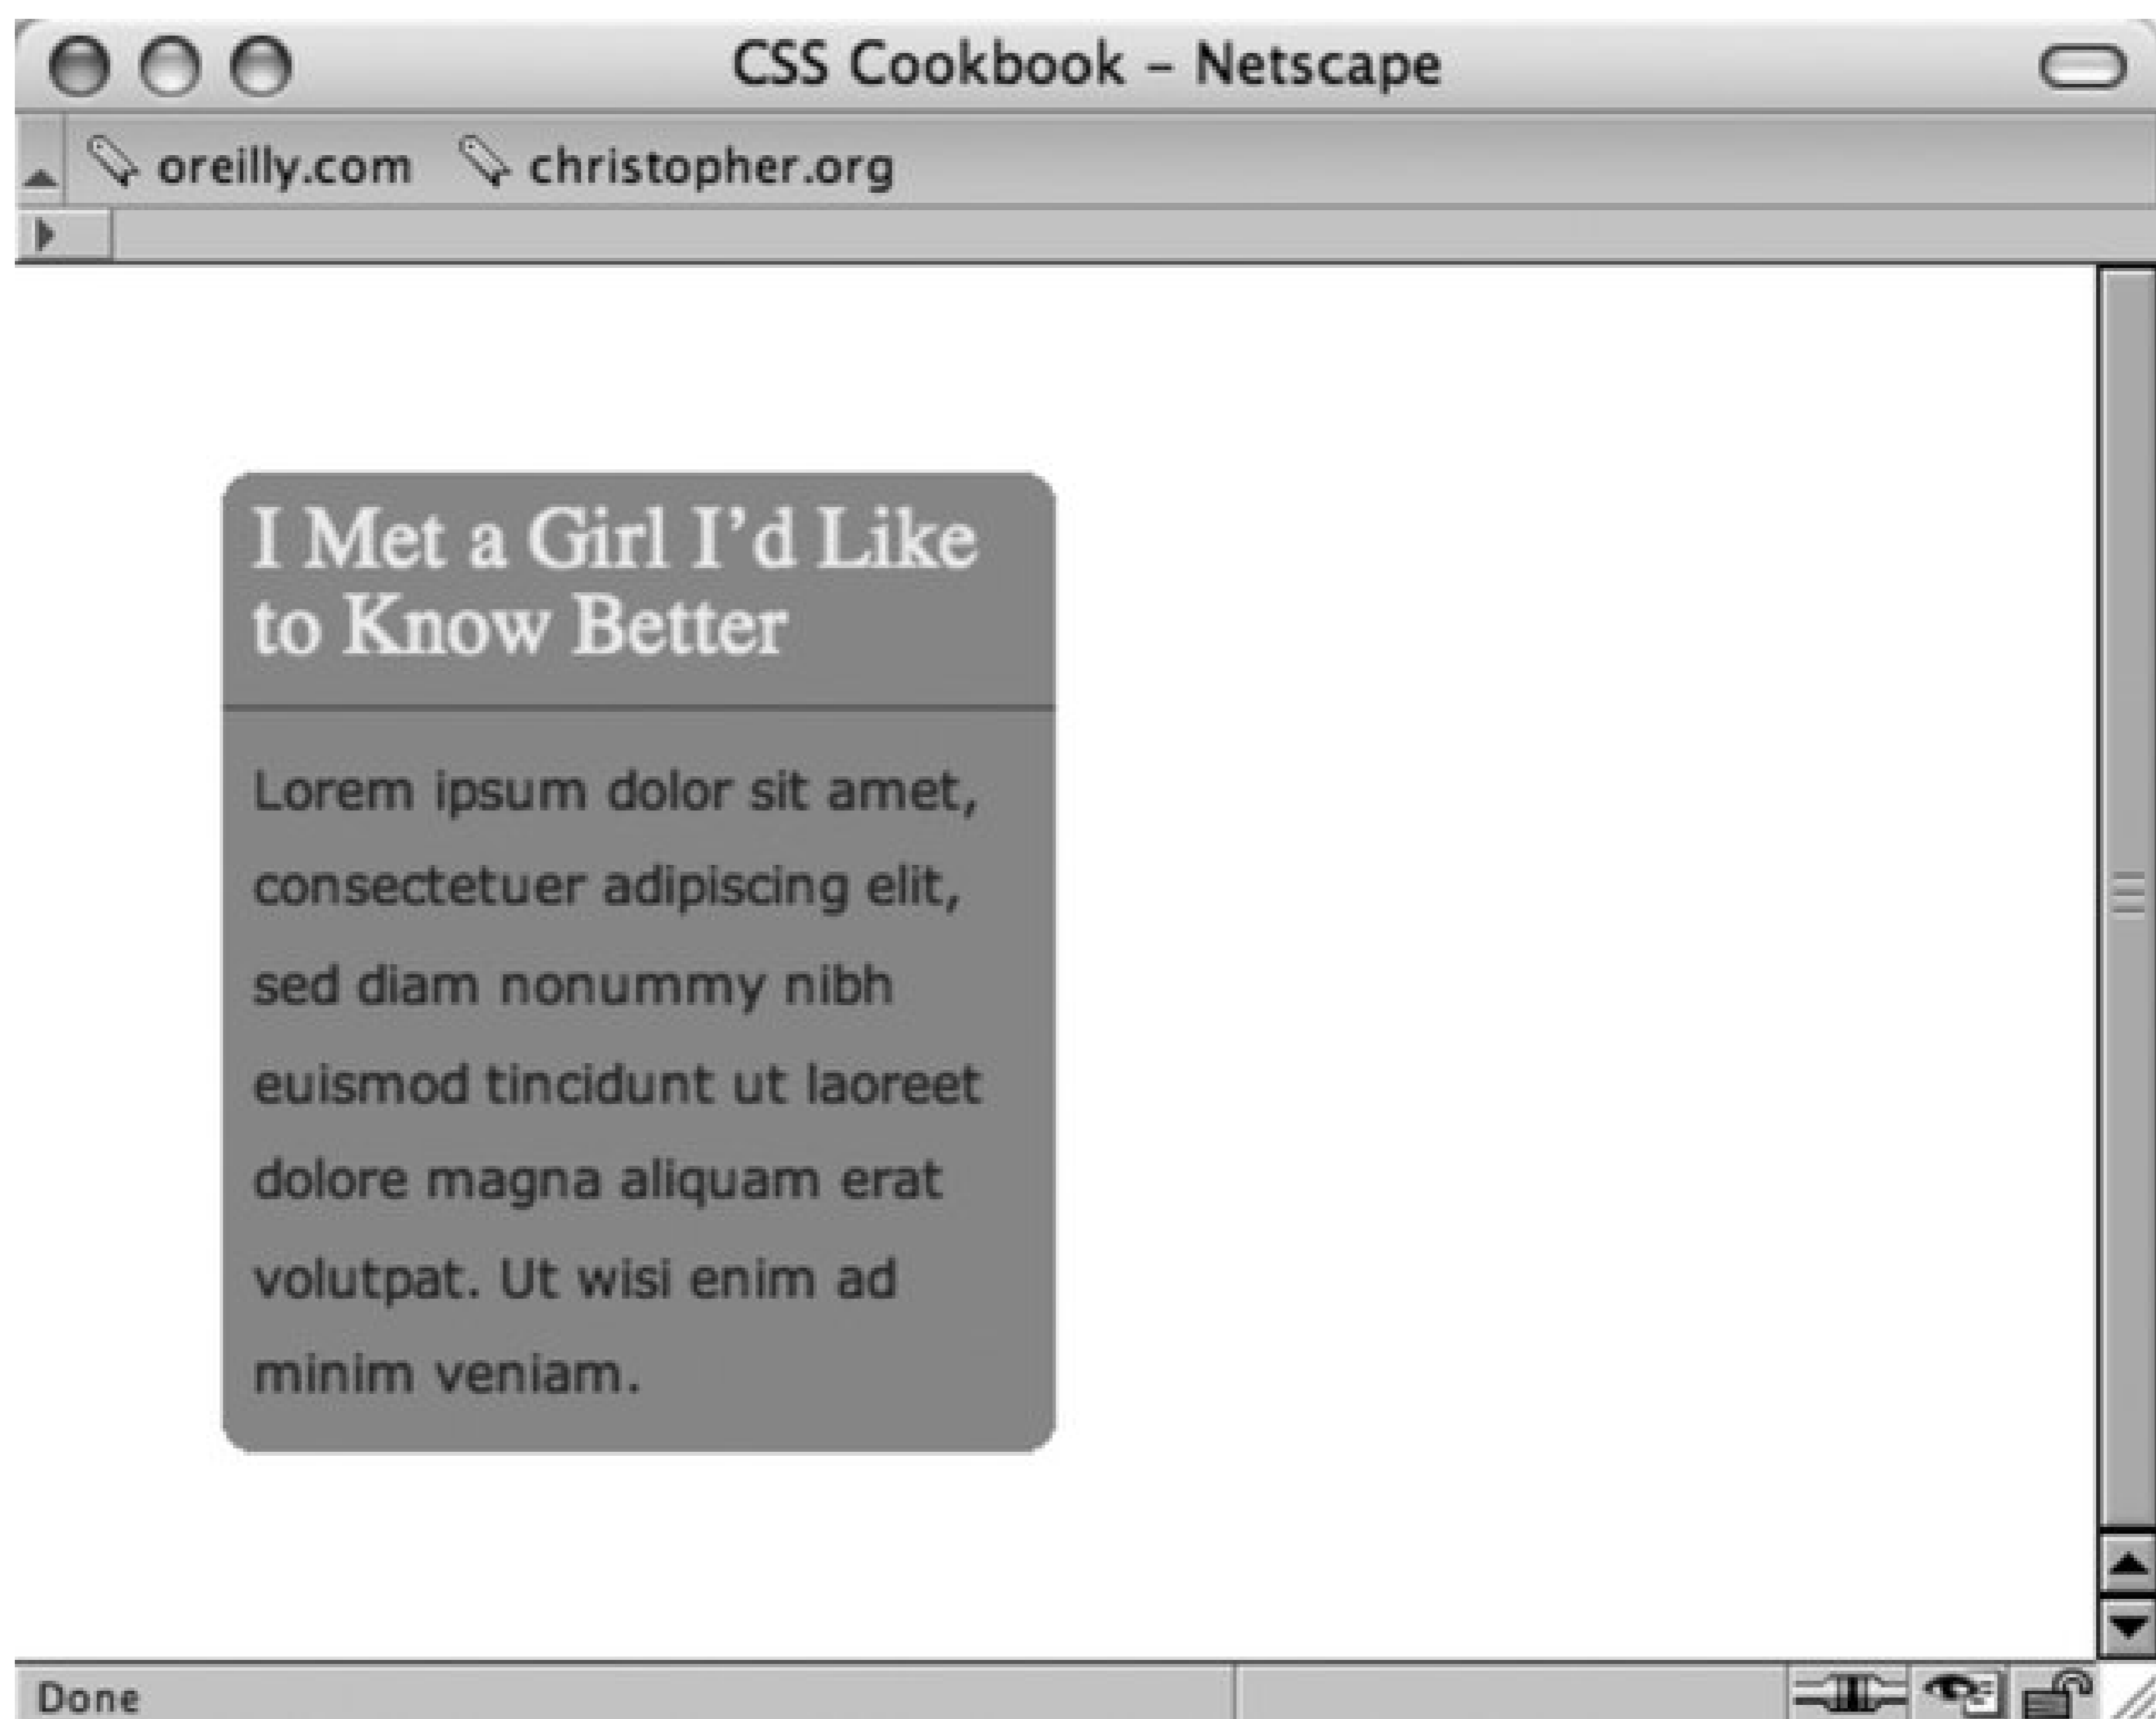 CSS Cookbook – Netscape
oreilly.com christopher.org
I Met a Girl I’d Like
to Know Better
Lorem ipsum dolor sit amet,
consectetuer adipiscing elit,
sed diam nonummy nibh
euismod tincidunt ut laoreet
dolore magna aliquam erat
volutpat. Ut wisi enim ad
minim veniam.
Done